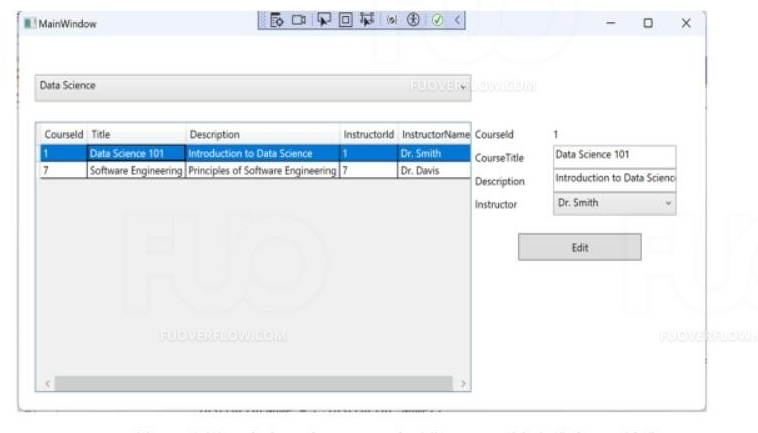 MainWindow
Data Science
FUOVERFLOW.COM
CourseId Title Description InstructorId InstructorName
1 Data Science 101 Introduction to Data Science 1 Dr. Smith
7 Software Engineering Principles of Software Engineering 7 Dr. Davis
CourseId 1
CourseTitle Data Science 101
Description Introduction to Data Scienc
Instructor Dr. Smith
Edit
FUO
FUOVERFLOW.COM